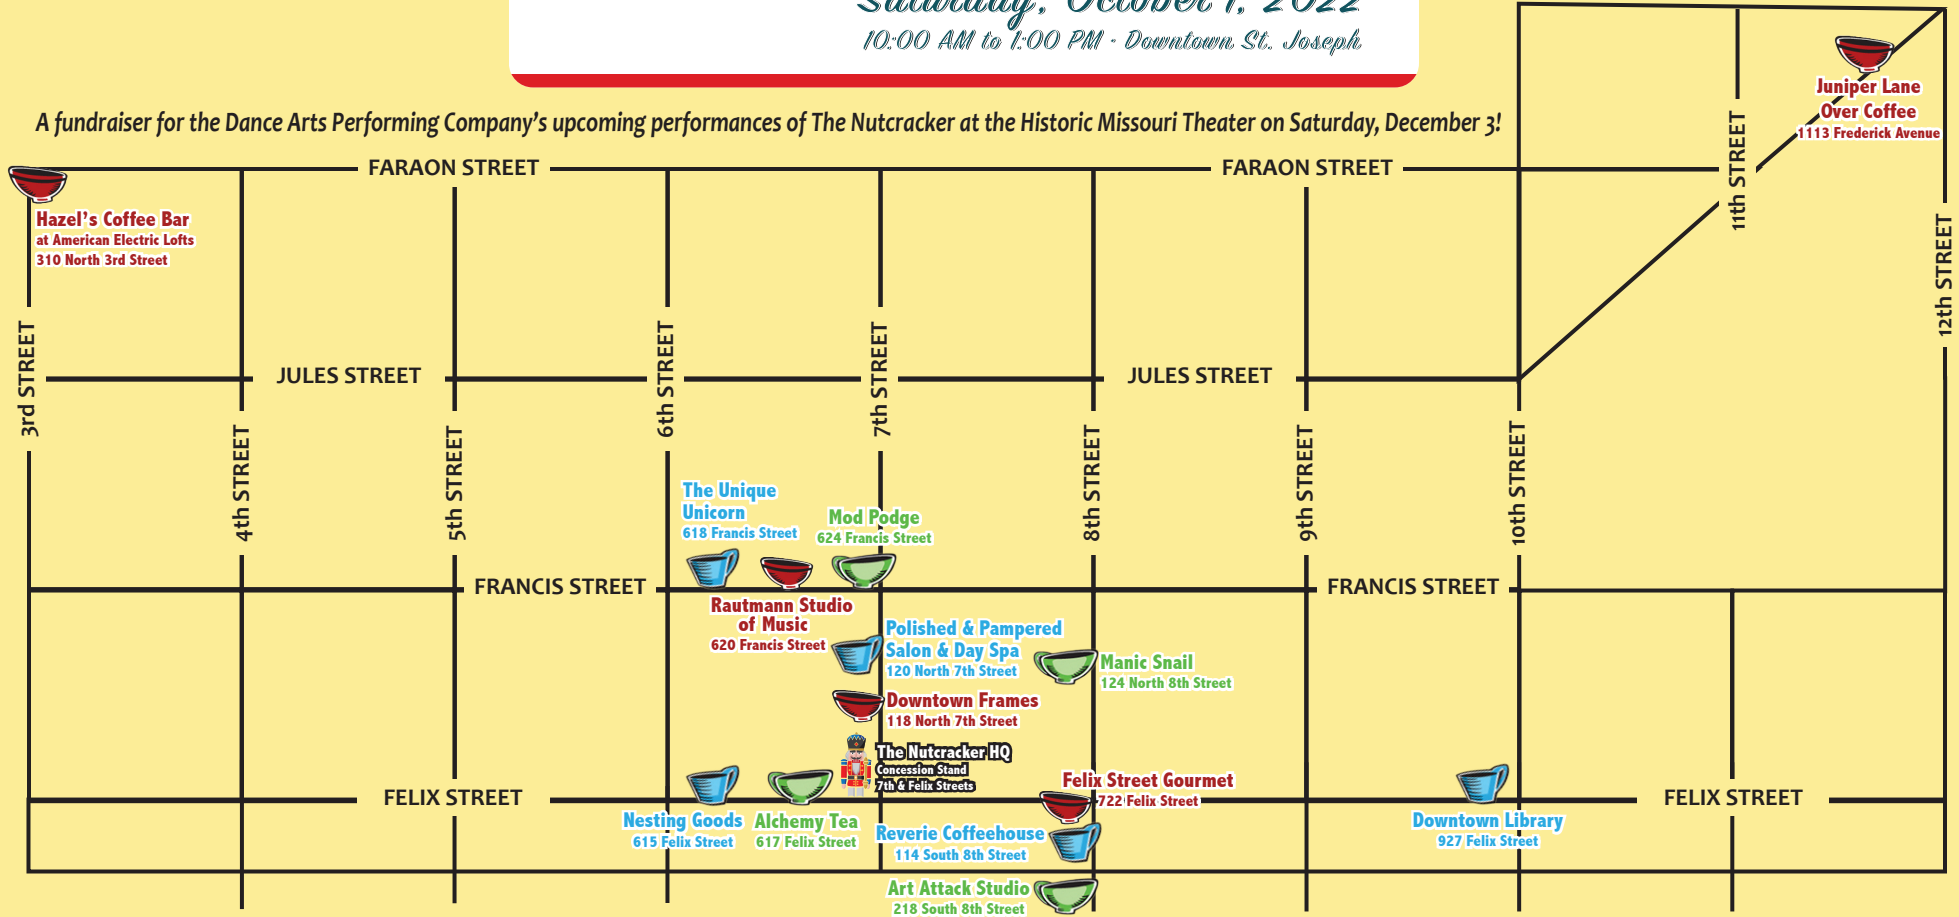 Saturday, October 1, 2022
10:00 AM to 1:00 PM - Downtown St. Joseph
A fundraiser for the Dance Arts Performing Company's upcoming performances of The Nutcracker at the Historic Missouri Theater on Saturday, December 3!
Juniper Lane
Over Coffee
1113 Frederick Avenue
FARAON STREET
FARAON STREET
11th STREET
Hazel's Coffee Bar
at American Electric Lofts
310 North 3rd Street
12th STREET
3rd STREET
JULES STREET
6th STREET
7th STREET
JULES STREET
4th STREET
5th STREET
8th STREET
9th STREET
10th STREET
The Unique
Unicorn
618 Francis Street
Mod Podge
624 Francis Street
FRANCIS STREET
FRANCIS STREET
Rautmann Studio
of Music
620 Francis Street
Polished & Pampered
Salon & Day Spa
120 North 7th Street
Manic Snail
124 North 8th Street
Downtown Frames
118 North 7th Street
The Nutcracker HQ
Concession Stand
7th & Felix Streets
Felix Street Gourmet
722 Felix Street
FELIX STREET
FELIX STREET
Nesting Goods
615 Felix Street
Alchemy Tea
617 Felix Street
Reverie Coffeehouse
114 South 8th Street
Downtown Library
927 Felix Street
Art Attack Studio
218 South 8th Street